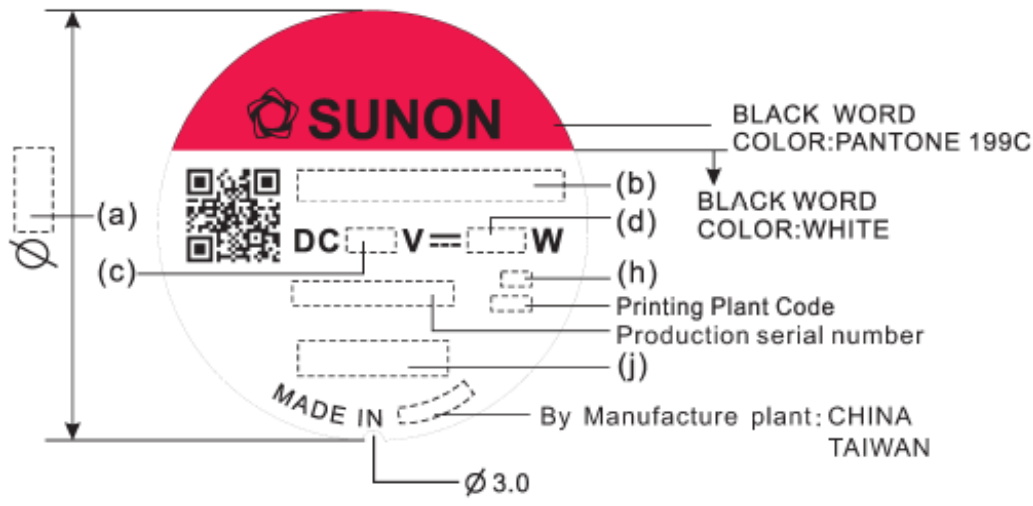 SUNON
BLACK WORD
COLOR:PANTONE 199C
(b)
BLACK WORD
COLOR:WHITE
(a)
Ø
DC V W
(d)
(c)
(h)
Printing Plant Code
Production serial number
(j)
MADE IN
By Manufacture plant: CHINA
TAIWAN
Ø 3.0